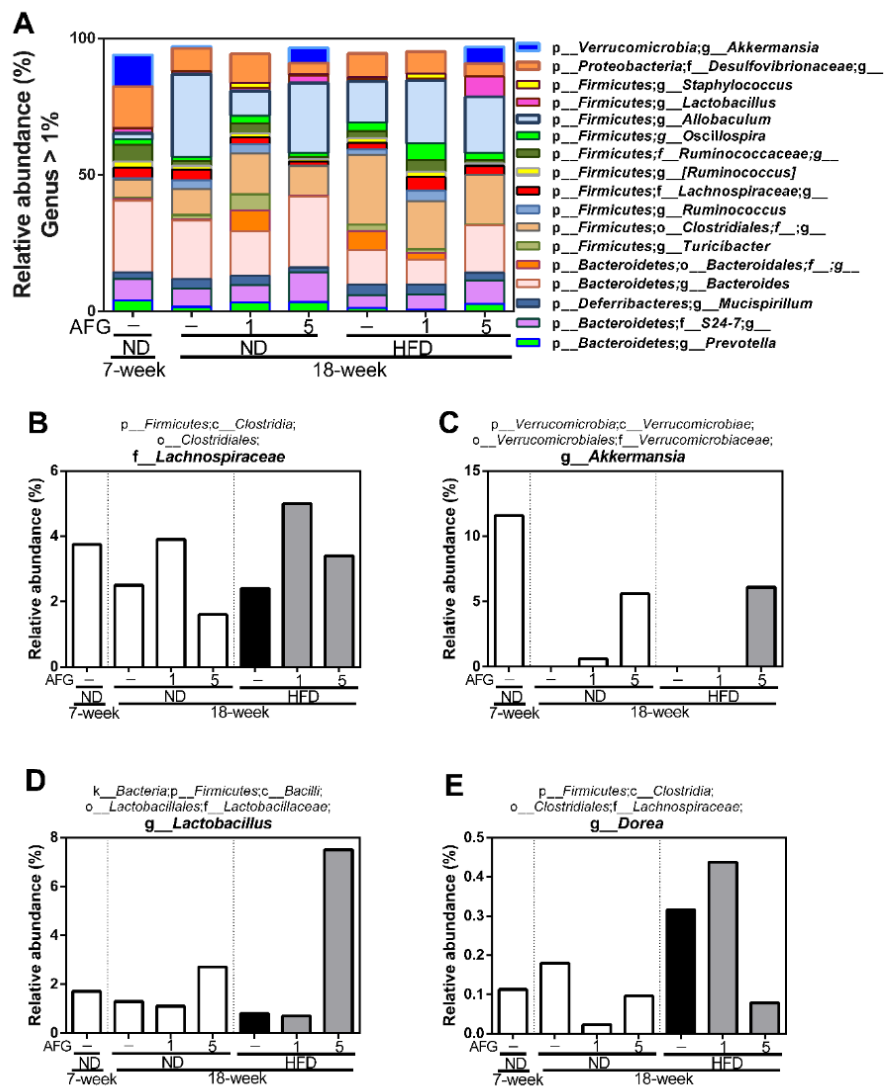 A
Relative abundance (%)
Genus > 1%
100
50
0
p__Verrucomicrobia;g__Akkermansia
p__Proteobacteria;f__Desulfovibrionaceae;g__
p__Firmicutes;g__Staphylococcus
p__Firmicutes;g__Lactobacillus
p__Firmicutes;g__Allobaculum
p__Firmicutes;g__Oscillospira
p__Firmicutes;f__Ruminococcaceae;g__
p__Firmicutes;g__[Ruminococcus]
p__Firmicutes;f__Lachnospiraceae;g__
p__Firmicutes;g__Ruminococcus
p__Firmicutes;o__Clostridiales;f__;g__
p__Firmicutes;g__Turicibacter
p__Bacteroidetes;o__Bacteroidales;f__;g__
p__Bacteroidetes;g__Bacteroides
p__Deferribacteres;g__Mucispirillum
p__Bacteroidetes;f__S24-7;g__
p__Bacteroidetes;g__Prevotella
AFG – – 1 5 – 1 5
ND ND HFD
7-week 18-week
B
p__Firmicutes;c__Clostridia;
o__Clostridiales;
f__Lachnospiraceae
Relative abundance (%)
6
4
2
0
AFG – – 1 5 – 1 5
ND ND HFD
7-week 18-week
C
p__Verrucomicrobia;c__Verrucomicrobiae;
o__Verrucomicrobiales;f__Verrucomicrobiaceae;
g__Akkermansia
Relative abundance (%)
15
10
5
0
AFG – – 1 5 – 1 5
ND ND HFD
7-week 18-week
D
k__Bacteria;p__Firmicutes;c__Bacilli;
o__Lactobacillales;f__Lactobacillaceae;
g__Lactobacillus
Relative abundance (%)
8
6
4
2
0
AFG – – 1 5 – 1 5
ND ND HFD
7-week 18-week
E
p__Firmicutes;c__Clostridia;
o__Clostridiales;f__Lachnospiraceae;
g__Dorea
Relative abundance (%)
0.5
0.4
0.3
0.2
0.1
0.0
AFG – – 1 5 – 1 5
ND ND HFD
7-week 18-week